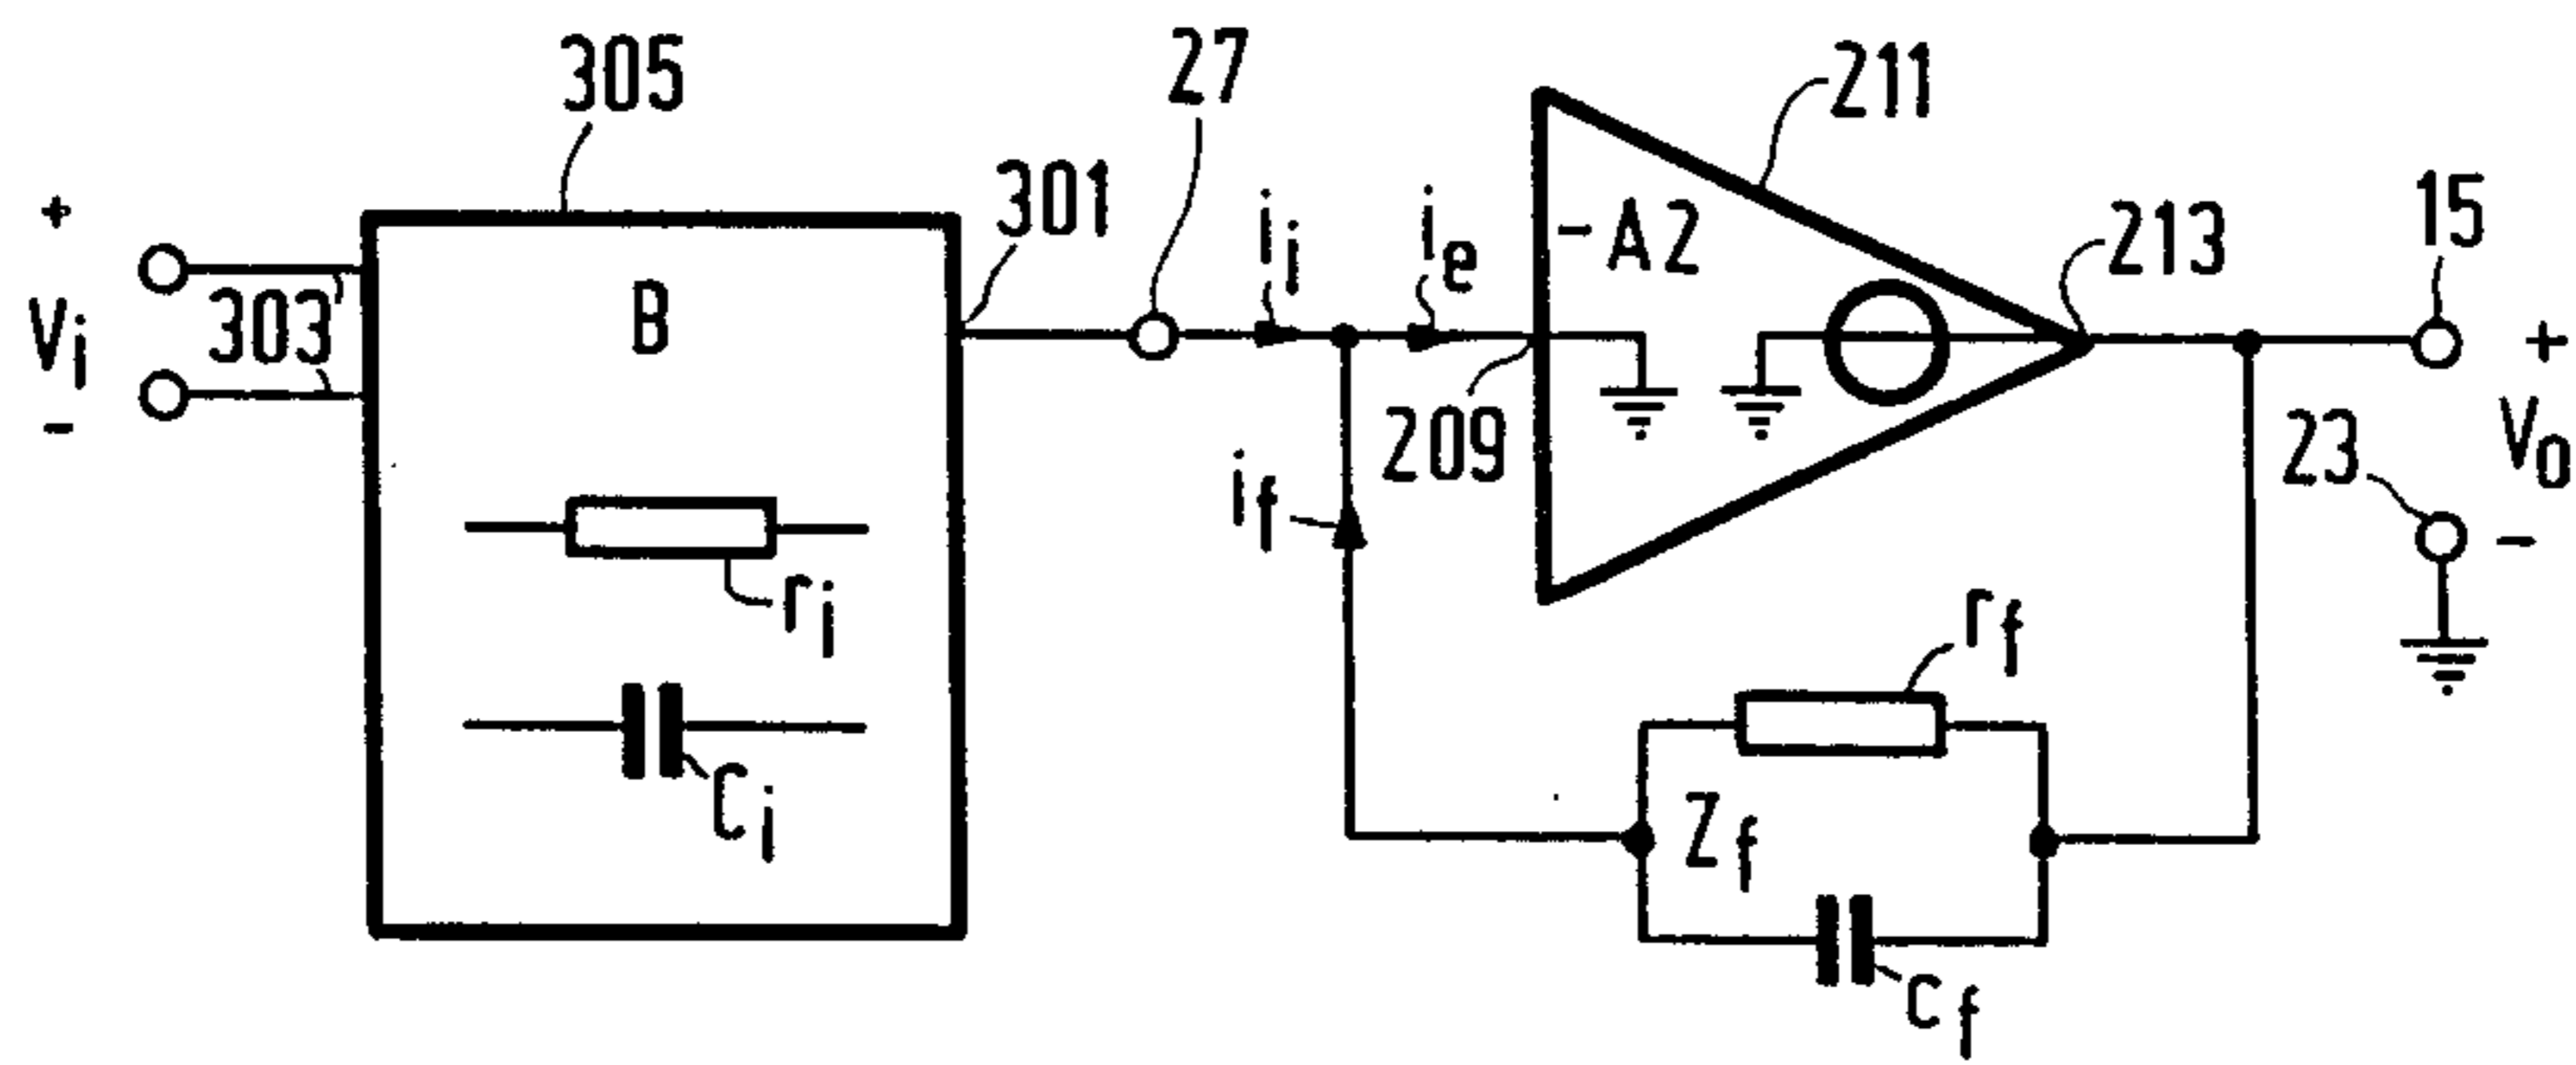 305
27
211
301
i_i
i_e
-A2
213
15
+
V_i
-
303
B
209
23
+
V_o
-
i_f
r_i
r_f
C_i
Z_f
C_f